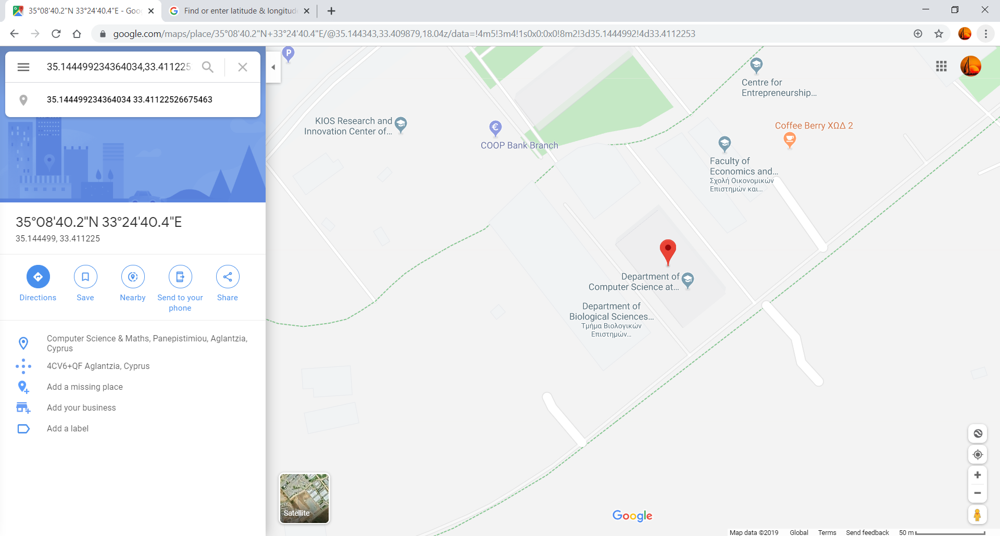 35°08'40.2"N 33°24'40.4"E - Goo
Find or enter latitude & longitud
google.com/maps/place/35°08'40.2"N+33°24'40.4"E/@35.144343,33.409879,18.04z/data=!4m5!3m4!1s0x0:0x0!8m2!3d35.1444992!4d33.4112253
35.144499234364034,33.411225
35.144499234364034 33.41122526675463
35°08'40.2"N 33°24'40.4"E
35.144499, 33.411225
Directions
Save
Nearby
Send to your
phone
Share
Computer Science & Maths, Panepistimiou, Aglantzia,
Cyprus
4CV6+QF Aglantzia, Cyprus
Add a missing place
Add your business
Add a label
P
Centre for
Entrepreneurship...
KIOS Research and
Innovation Center of...
€
COOP Bank Branch
Coffee Berry ΧΩΔ 2
Faculty of
Economics and...
Σχολή Οικονομικών
Επιστημών και...
Department of
Computer Science at...
Department of
Biological Sciences...
Τμήμα Βιολογικών
Επιστημών...
Satellite
Google
Map data ©2019 Global Terms Send feedback 50 m